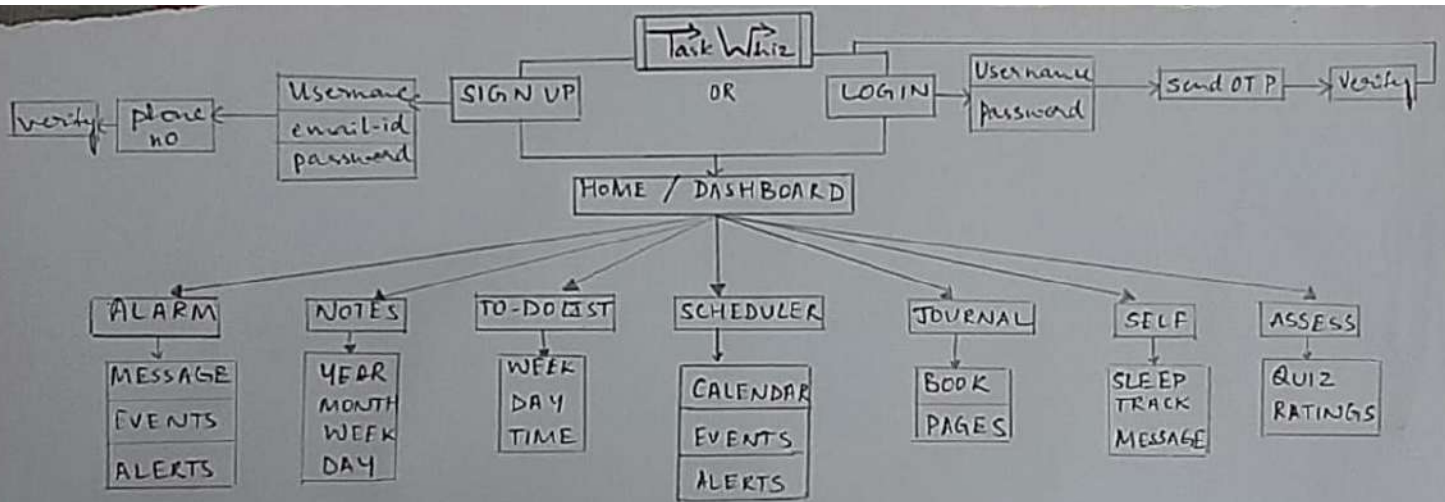 Task Whiz
SIGN UP
OR
LOGIN
Username
email-id
password
phone no
verify
Username
password
Send OTP
Verify
HOME / DASHBOARD
ALARM
MESSAGE
EVENTS
ALERTS
NOTES
YEAR
MONTH
WEEK
DAY
TO-DO LIST
WEEK
DAY
TIME
SCHEDULER
CALENDAR
EVENTS
ALERTS
JOURNAL
BOOK
PAGES
SELF
SLEEP
TRACK
MESSAGE
ASSESS
QUIZ
RATINGS